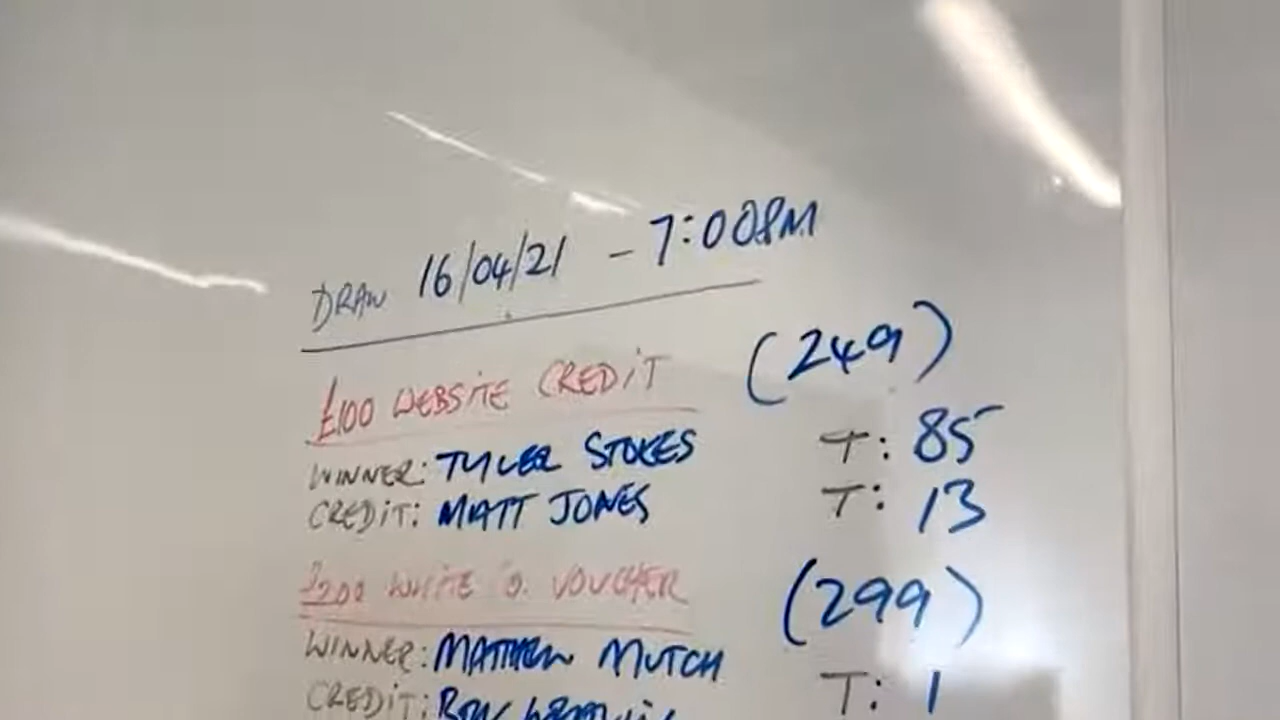 DRAW 16/04/21 - 7:00PM
£100 WEBSITE CREDIT (249)
WINNER: TYLER STOKES T: 85
CREDIT: MATT JONES T: 13
£200 WHITE VOUCHER (299)
WINNER: MATTHEW MUTCH T: 1
CREDIT: